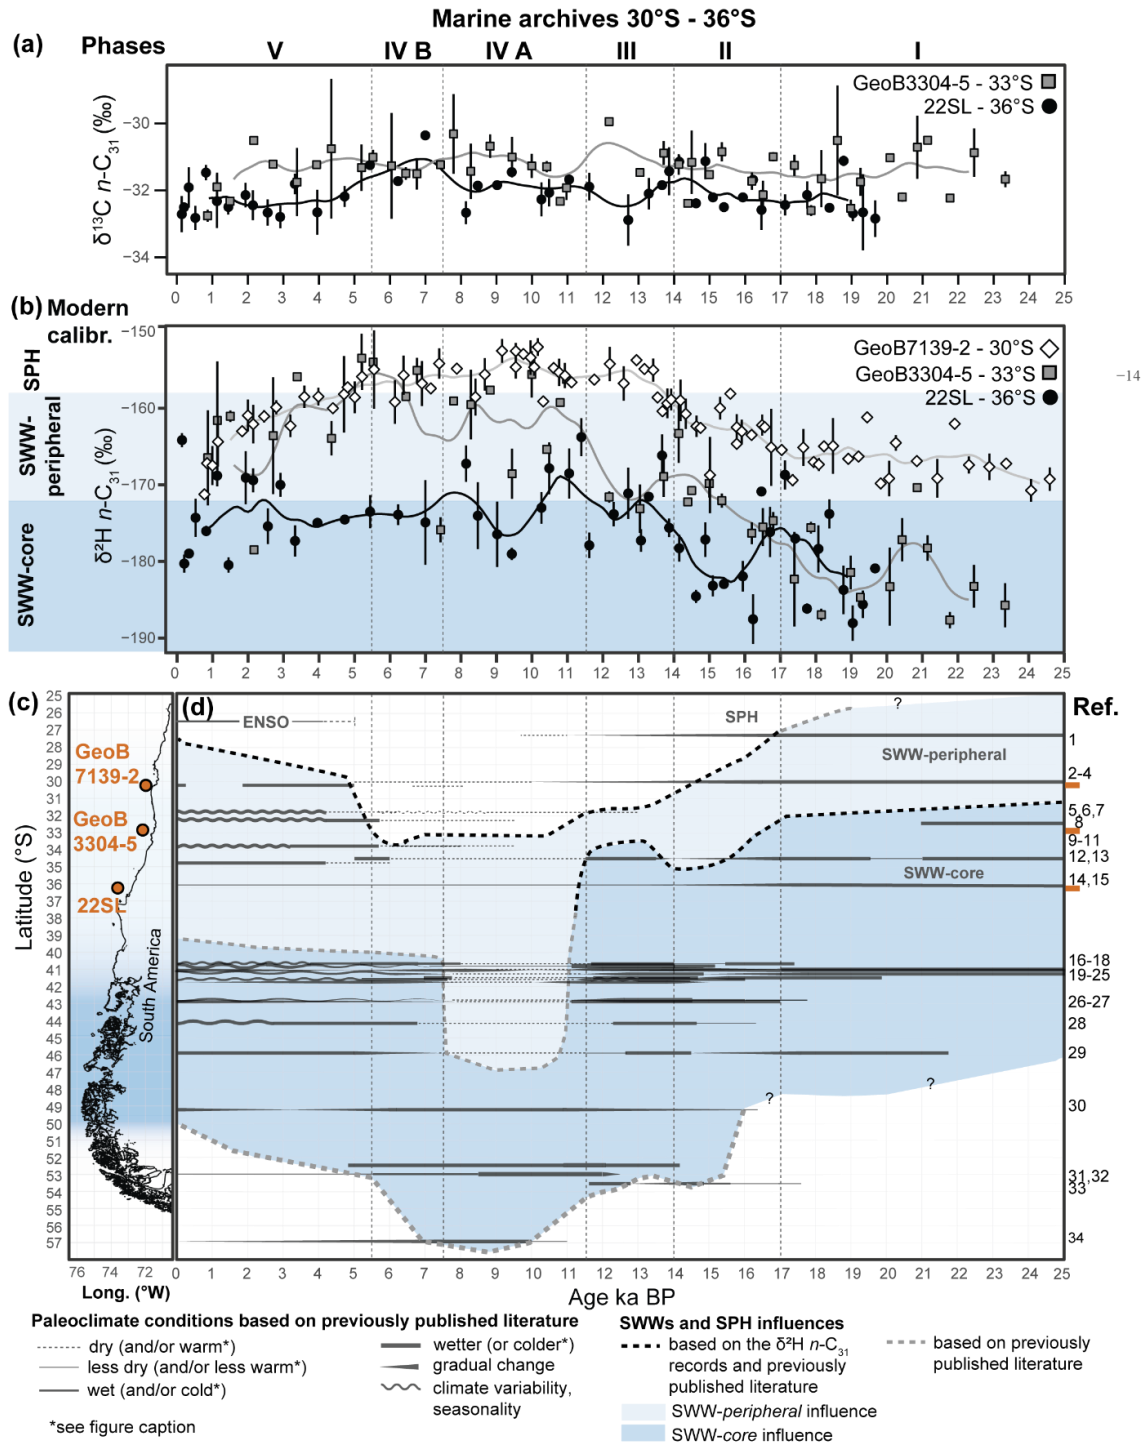 Marine archives 30°S - 36°S
(a) Phases V IV B IV A III II I
GeoB3304-5 - 33°S
22SL - 36°S
δ¹³C n-C₃₁ (‰)
−30
−32
−34
0 1 2 3 4 5 6 7 8 9 10 11 12 13 14 15 16 17 18 19 20 21 22 23 24 25
(b) Modern
calibr.
SPH
SWW-
peripheral
SWW-core
δ²H n-C₃₁ (‰)
−150
−160
−170
−180
−190
GeoB7139-2 - 30°S
GeoB3304-5 - 33°S
22SL - 36°S
−14
0 1 2 3 4 5 6 7 8 9 10 11 12 13 14 15 16 17 18 19 20 21 22 23 24 25
(c) (d) Ref.
Latitude (°S)
25
26
27
28
30
31
32
33
34
35
36
37
38
39
40
41
42
43
44
45
46
47
48
49
50
51
52
53
54
55
56
57
GeoB
7139-2
GeoB
3304-5
22SL
South America
76 74 72
Long. (°W)
ENSO
SPH
SWW-peripheral
SWW-core
?
?
?
1
2-4
5,6,7
8
9-11
12,13
14,15
16-18
19-25
26-27
28
29
30
31,32
33
34
0 1 2 3 4 5 6 7 8 9 10 11 12 13 14 15 16 17 18 19 20 21 22 23 24 25
Age ka BP
Paleoclimate conditions based on previously published literature
dry (and/or warm*)
less dry (and/or less warm*)
wet (and/or cold*)
*see figure caption
wetter (or colder*)
gradual change
climate variability,
seasonality
SWWs and SPH influences
based on the δ²H n-C₃₁
records and previously
published literature
based on previously
published literature
SWW-peripheral influence
SWW-core influence